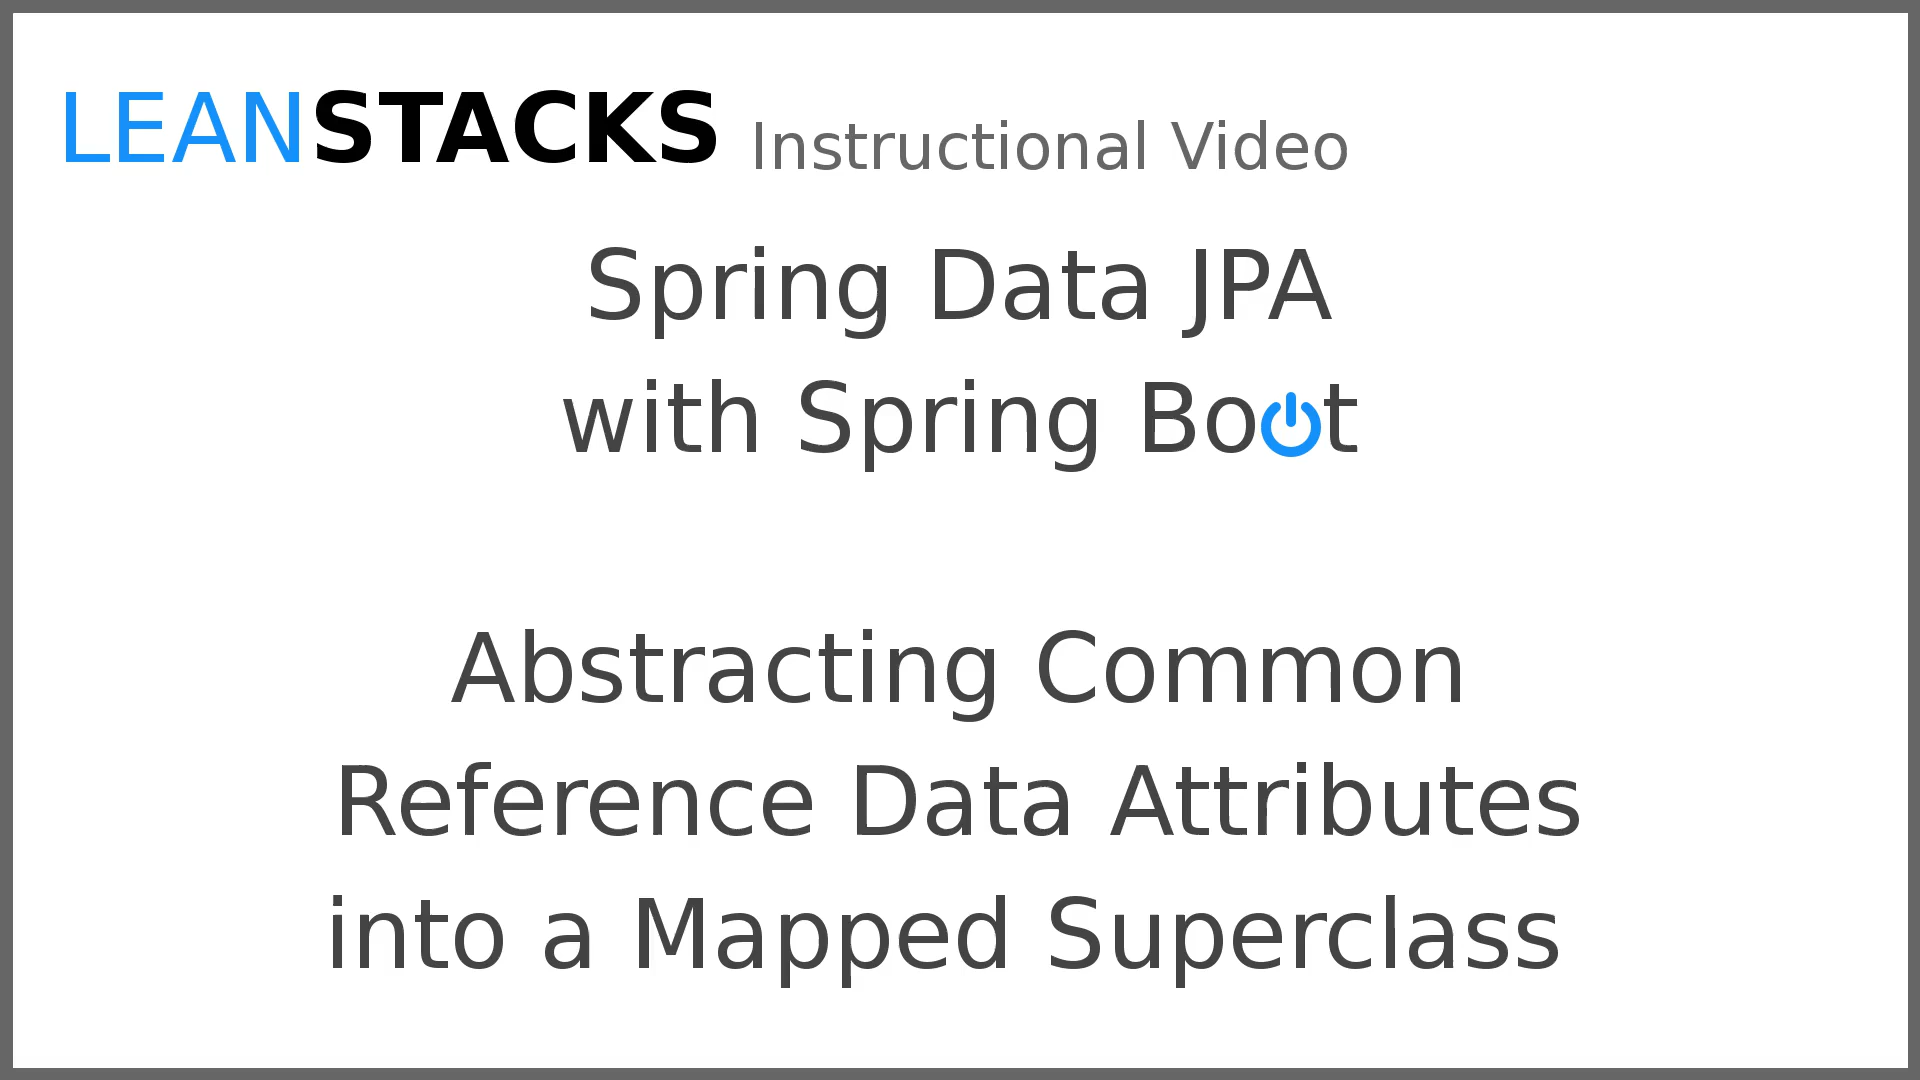 LEANSTACKS Instructional Video
Spring Data JPA
with Spring Boot
Abstracting Common
Reference Data Attributes
into a Mapped Superclass